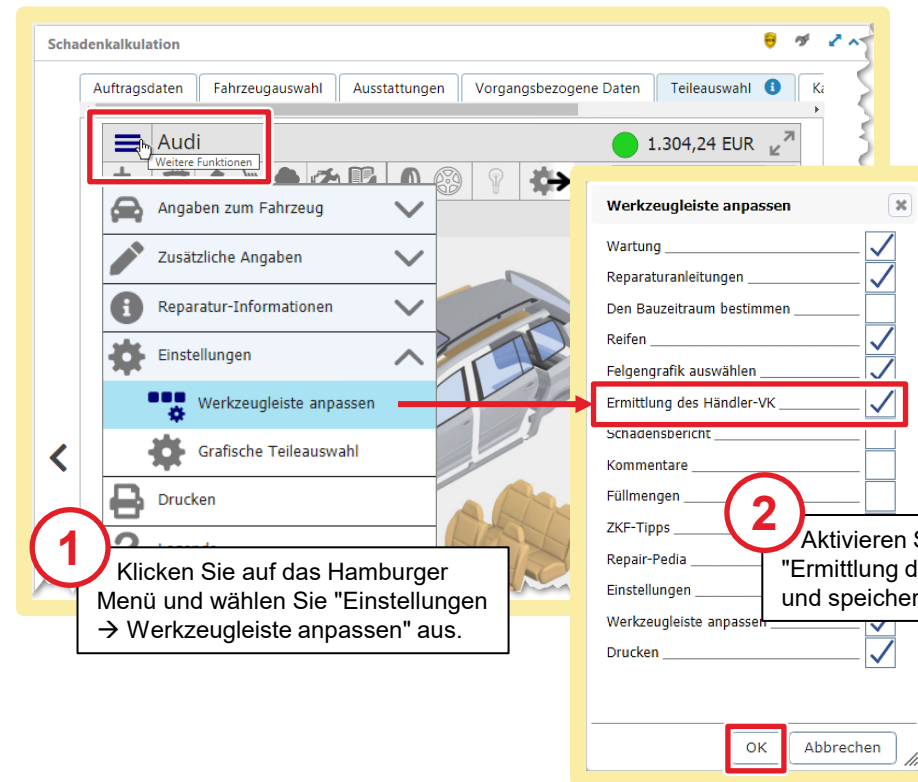 Schadenkalkulation
Auftragsdaten
Fahrzeugauswahl
Ausstattungen
Vorgangsbezogene Daten
Teileauswahl
Audi
1.304,24 EUR
Weitere Funktionen
Angaben zum Fahrzeug
Zusätzliche Angaben
Reparatur-Informationen
Einstellungen
Werkzeugleiste anpassen
Grafische Teileauswahl
Drucken
1
Klicken Sie auf das Hamburger
Menü und wählen Sie "Einstellungen
→ Werkzeugleiste anpassen" aus.
Werkzeugleiste anpassen
Wartung
Reparaturanleitungen
Den Bauzeitraum bestimmen
Reifen
Felgengrafik auswählen
Ermittlung des Händler-VK
Schadensbericht
Kommentare
Füllmengen
ZKF-Tipps
Repair-Pedia
Einstellungen
Werkzeugleiste anpassen
Drucken
2
Aktivieren
"Ermittlung
und
OK
Abbrechen